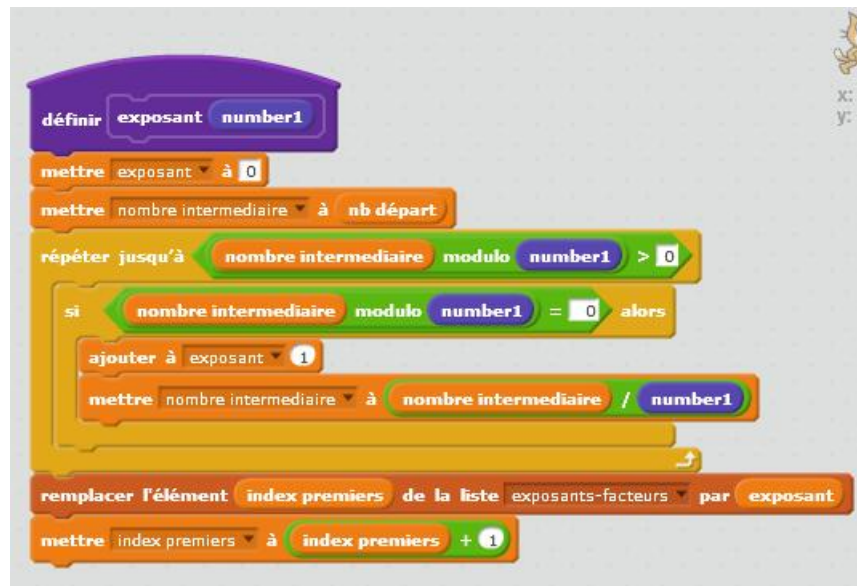 x:
y:
définir exposant number1
mettre exposant à 0
mettre nombre intermediaire à nb départ
répéter jusqu'à nombre intermediaire modulo number1 > 0
si nombre intermediaire modulo number1 = 0 alors
ajouter à exposant 1
mettre nombre intermediaire à nombre intermediaire / number1
remplacer l'élément index premiers de la liste exposants-facteurs par exposant
mettre index premiers à index premiers + 1